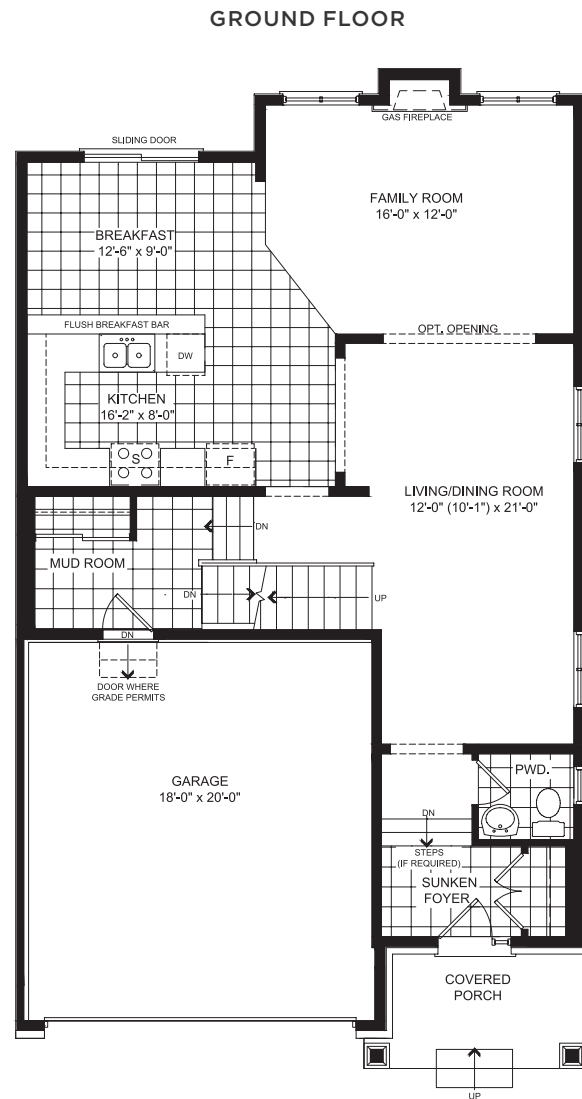 GROUND FLOOR
GAS FIREPLACE
SLIDING DOOR
FAMILY ROOM
16'-0" x 12'-0"
BREAKFAST
12'-6" x 9'-0"
FLUSH BREAKFAST BAR
OPT. OPENING
DW
KITCHEN
16'-2" x 8'-0"
S
F
LIVING/DINING ROOM
12'-0" (10'-1") x 21'-0"
DN
MUD ROOM
DN
UP
DN
DOOR WHERE
GRADE PERMITS
GARAGE
18'-0" x 20'-0"
PWD.
DN
STEPS
(IF REQUIRED)
SUNKEN
FOYER
COVERED
PORCH
UP